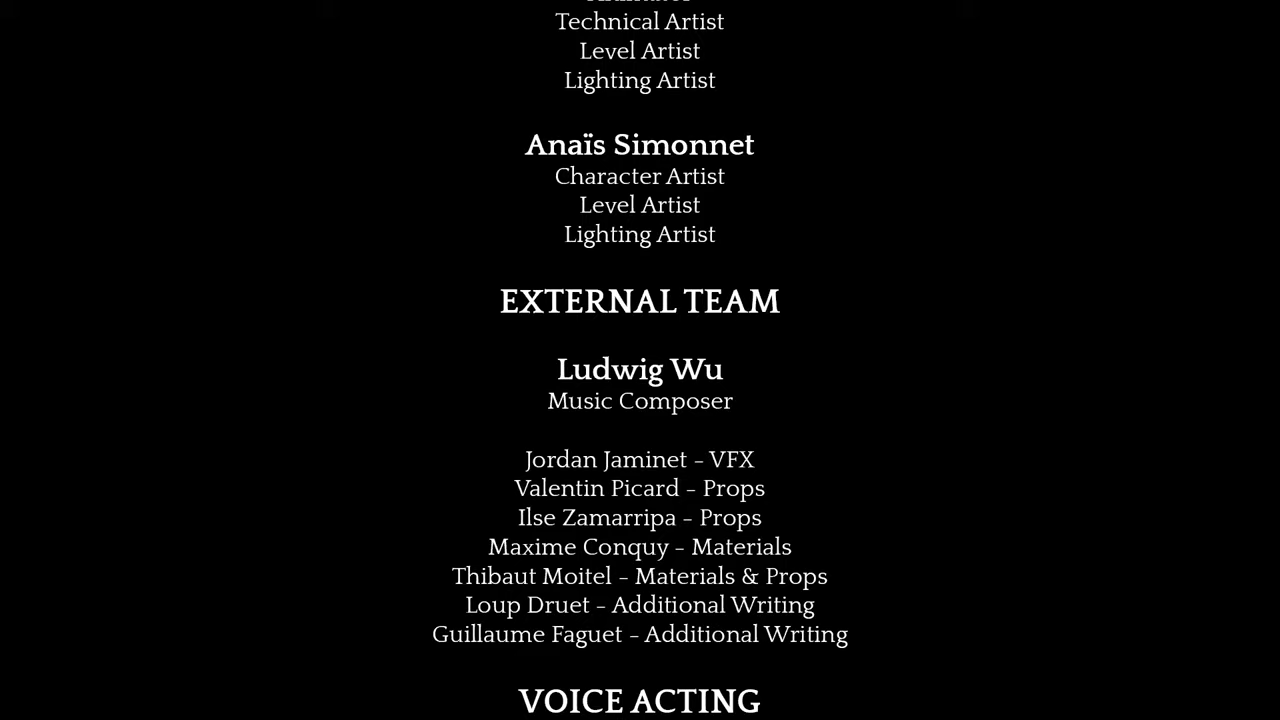 Technical Artist
Level Artist
Lighting Artist
Anaïs Simonnet
Character Artist
Level Artist
Lighting Artist
EXTERNAL TEAM
Ludwig Wu
Music Composer
Jordan Jaminet - VFX
Valentin Picard - Props
Ilse Zamarripa - Props
Maxime Conquy - Materials
Thibaut Moitel - Materials & Props
Loup Druet - Additional Writing
Guillaume Faguet - Additional Writing
VOICE ACTING